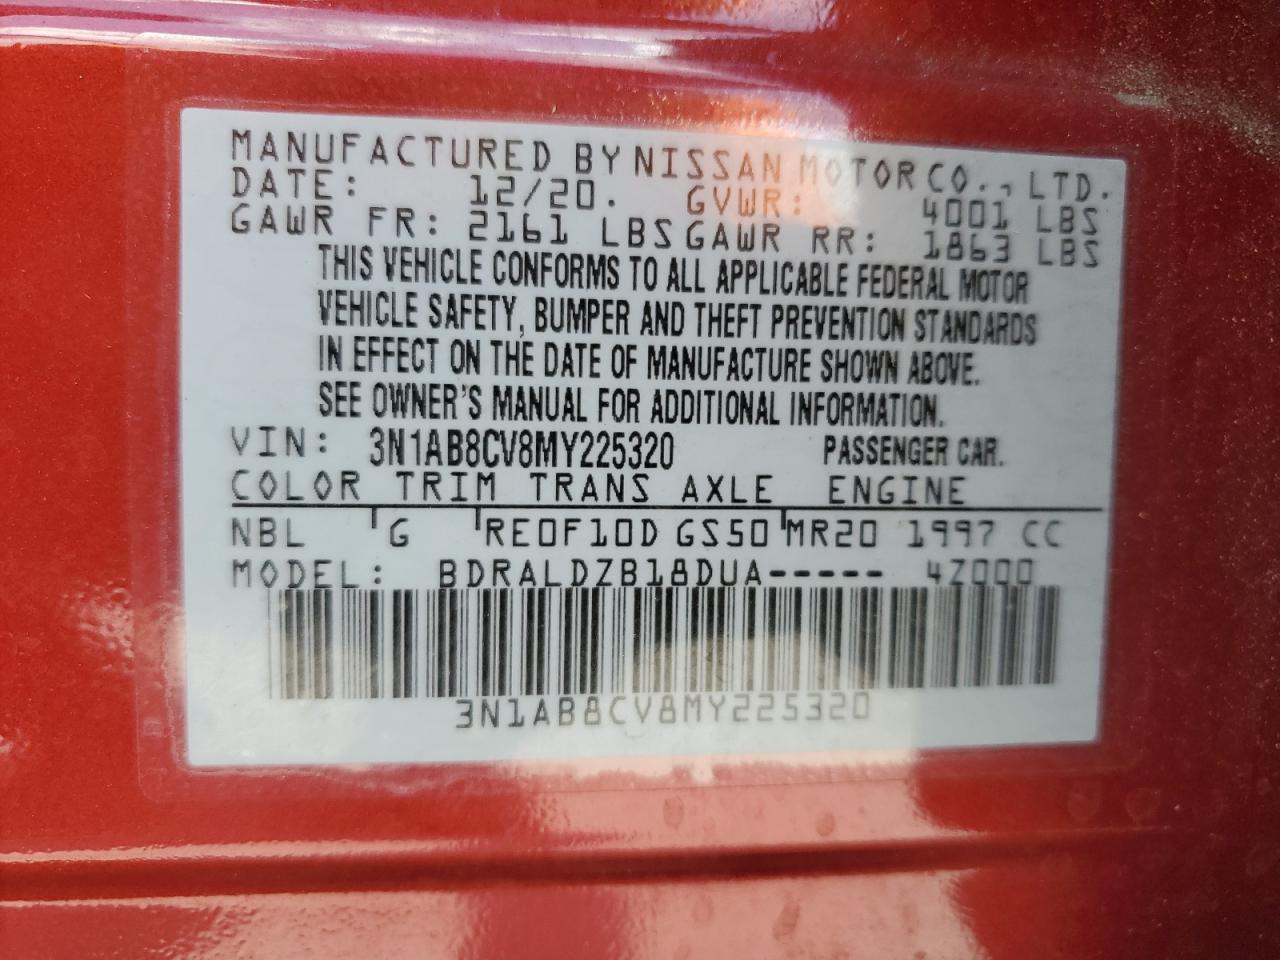 MANUFACTURED BY NISSAN MOTOR CO., LTD.
DATE: 12/20. GVWR: 4001 LBS
GAWR FR: 2161 LBS GAWR RR: 1863 LBS
THIS VEHICLE CONFORMS TO ALL APPLICABLE FEDERAL MOTOR
VEHICLE SAFETY, BUMPER AND THEFT PREVENTION STANDARDS
IN EFFECT ON THE DATE OF MANUFACTURE SHOWN ABOVE.
SEE OWNER'S MANUAL FOR ADDITIONAL INFORMATION.
VIN: 3N1AB8CV8MY225320 PASSENGER CAR.
COLOR TRIM TRANS AXLE ENGINE
NBL G RE0F10D GS50 MR20 1997 CC
MODEL: BDRALDZB18DUA----- 4Z000
3N1AB8CV8MY225320